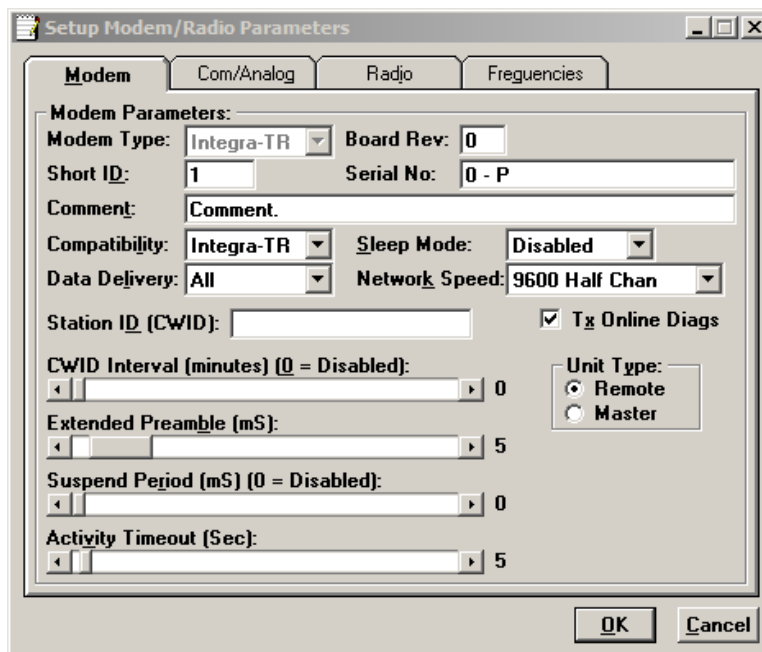 Setup Modem/Radio Parameters
Modem Com/Analog Radio Freguencies
Modem Parameters:
Modem Type: Integra-TR Board Rev: 0
Short ID: 1 Serial No: 0 - P
Comment: Comment.
Compatibility: Integra-TR Sleep Mode: Disabled
Data Delivery: All Network Speed: 9600 Half Chan
Station ID (CWID): Tx Online Diags
CWID Interval (minutes) (0 = Disabled):
0
Unit Type:
Remote
Master
Extended Preamble (mS):
5
Suspend Period (mS) (0 = Disabled):
0
Activity Timeout (Sec):
5
OK Cancel